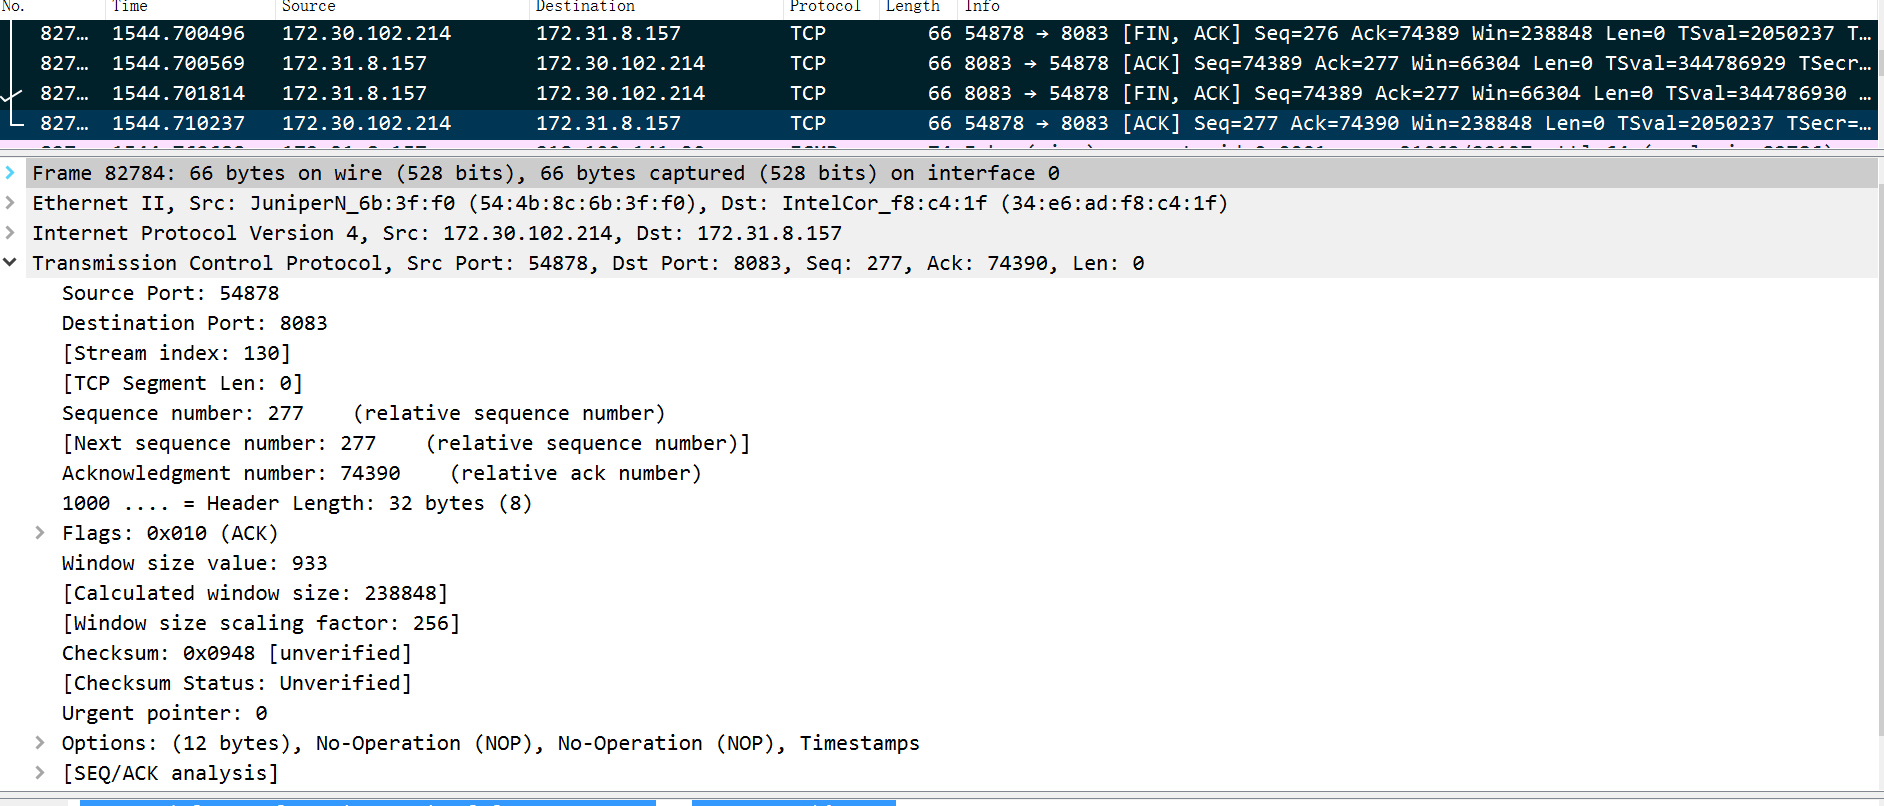 No. Time Source Destination Protocol Length Info
827… 1544.700496 172.30.102.214 172.31.8.157 TCP 66 54878 → 8083 [FIN, ACK] Seq=276 Ack=74389 Win=238848 Len=0 TSval=2050237 T…
827… 1544.700569 172.31.8.157 172.30.102.214 TCP 66 8083 → 54878 [ACK] Seq=74389 Ack=277 Win=66304 Len=0 TSval=344786929 TSecr…
827… 1544.701814 172.31.8.157 172.30.102.214 TCP 66 8083 → 54878 [FIN, ACK] Seq=74389 Ack=277 Win=66304 Len=0 TSval=344786930 …
827… 1544.710237 172.30.102.214 172.31.8.157 TCP 66 54878 → 8083 [ACK] Seq=277 Ack=74390 Win=238848 Len=0 TSval=2050237 TSecr=…
Frame 82784: 66 bytes on wire (528 bits), 66 bytes captured (528 bits) on interface 0
Ethernet II, Src: JuniperN_6b:3f:f0 (54:4b:8c:6b:3f:f0), Dst: IntelCor_f8:c4:1f (34:e6:ad:f8:c4:1f)
Internet Protocol Version 4, Src: 172.30.102.214, Dst: 172.31.8.157
Transmission Control Protocol, Src Port: 54878, Dst Port: 8083, Seq: 277, Ack: 74390, Len: 0
Source Port: 54878
Destination Port: 8083
[Stream index: 130]
[TCP Segment Len: 0]
Sequence number: 277    (relative sequence number)
[Next sequence number: 277    (relative sequence number)]
Acknowledgment number: 74390    (relative ack number)
1000 .... = Header Length: 32 bytes (8)
Flags: 0x010 (ACK)
Window size value: 933
[Calculated window size: 238848]
[Window size scaling factor: 256]
Checksum: 0x0948 [unverified]
[Checksum Status: Unverified]
Urgent pointer: 0
Options: (12 bytes), No-Operation (NOP), No-Operation (NOP), Timestamps
[SEQ/ACK analysis]